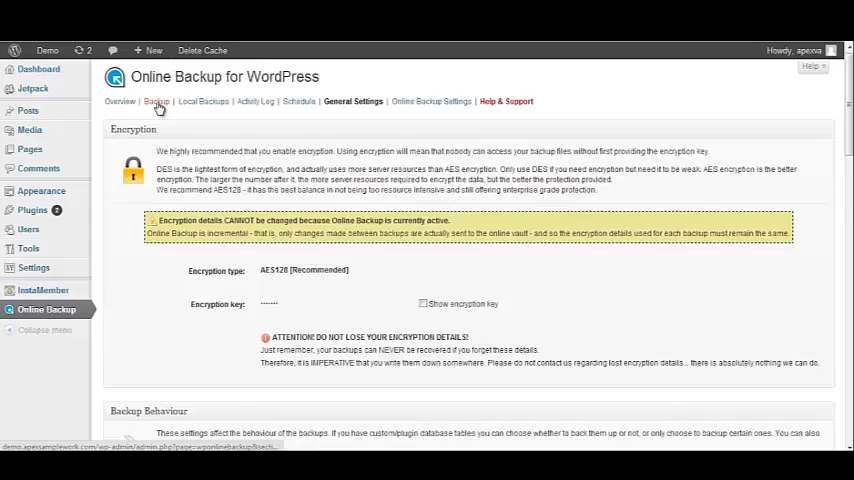 Demo
2
New
Delete Cache
Howdy, apexva
Dashboard
Jetpack
Posts
Media
Pages
Comments
Appearance
Plugins 2
Users
Tools
Settings
InstaMember
Online Backup
Collapse menu
Online Backup for WordPress
Help
Overview | Backup | Local Backups | Activity Log | Schedule | General Settings | Online Backup Settings | Help & Support
Encryption
We highly recommended that you enable encryption. Using encryption will mean that nobody can access your backup files without first providing the encryption key.
DES is the lightest form of encryption, and actually uses more server resources than AES encryption. Only use DES if you need encryption but need it to be weak. AES encryption is the better
encryption. The larger the number after it, the more server resources required to encrypt the data, but the better the protection provided.
We recommend AES128 - it has the best balance in not being too resource intensive and still offering enterprise grade protection.
Encryption details CANNOT be changed because Online Backup is currently active.
Online Backup is incremental - that is, only changes made between backups are actually sent to the online vault - and so the encryption details used for each backup must remain the same.
Encryption type: AES128 [Recommended]
Encryption key: ······· Show encryption key
ATTENTION! DO NOT LOSE YOUR ENCRYPTION DETAILS!
Just remember, your backups can NEVER be recovered if you forget these details.
Therefore, it is IMPERATIVE that you write them down somewhere. Please do not contact us regarding lost encryption details... there is absolutely nothing we can do.
Backup Behaviour
These settings affect the behaviour of the backups. If you have custom/plugin database tables you can choose whether to back them up or not, or only choose to backup certain ones. You can also
demo.apexsamplework.com/wp-admin/admin.php?page=wponlinebackup&secti...